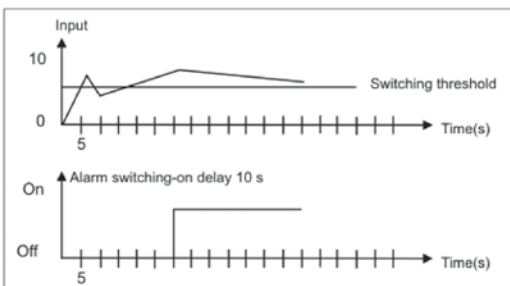 Input
10
Switching threshold
0
Time(s)
5
Alarm switching-on delay 10 s
On
Off
Time(s)
5